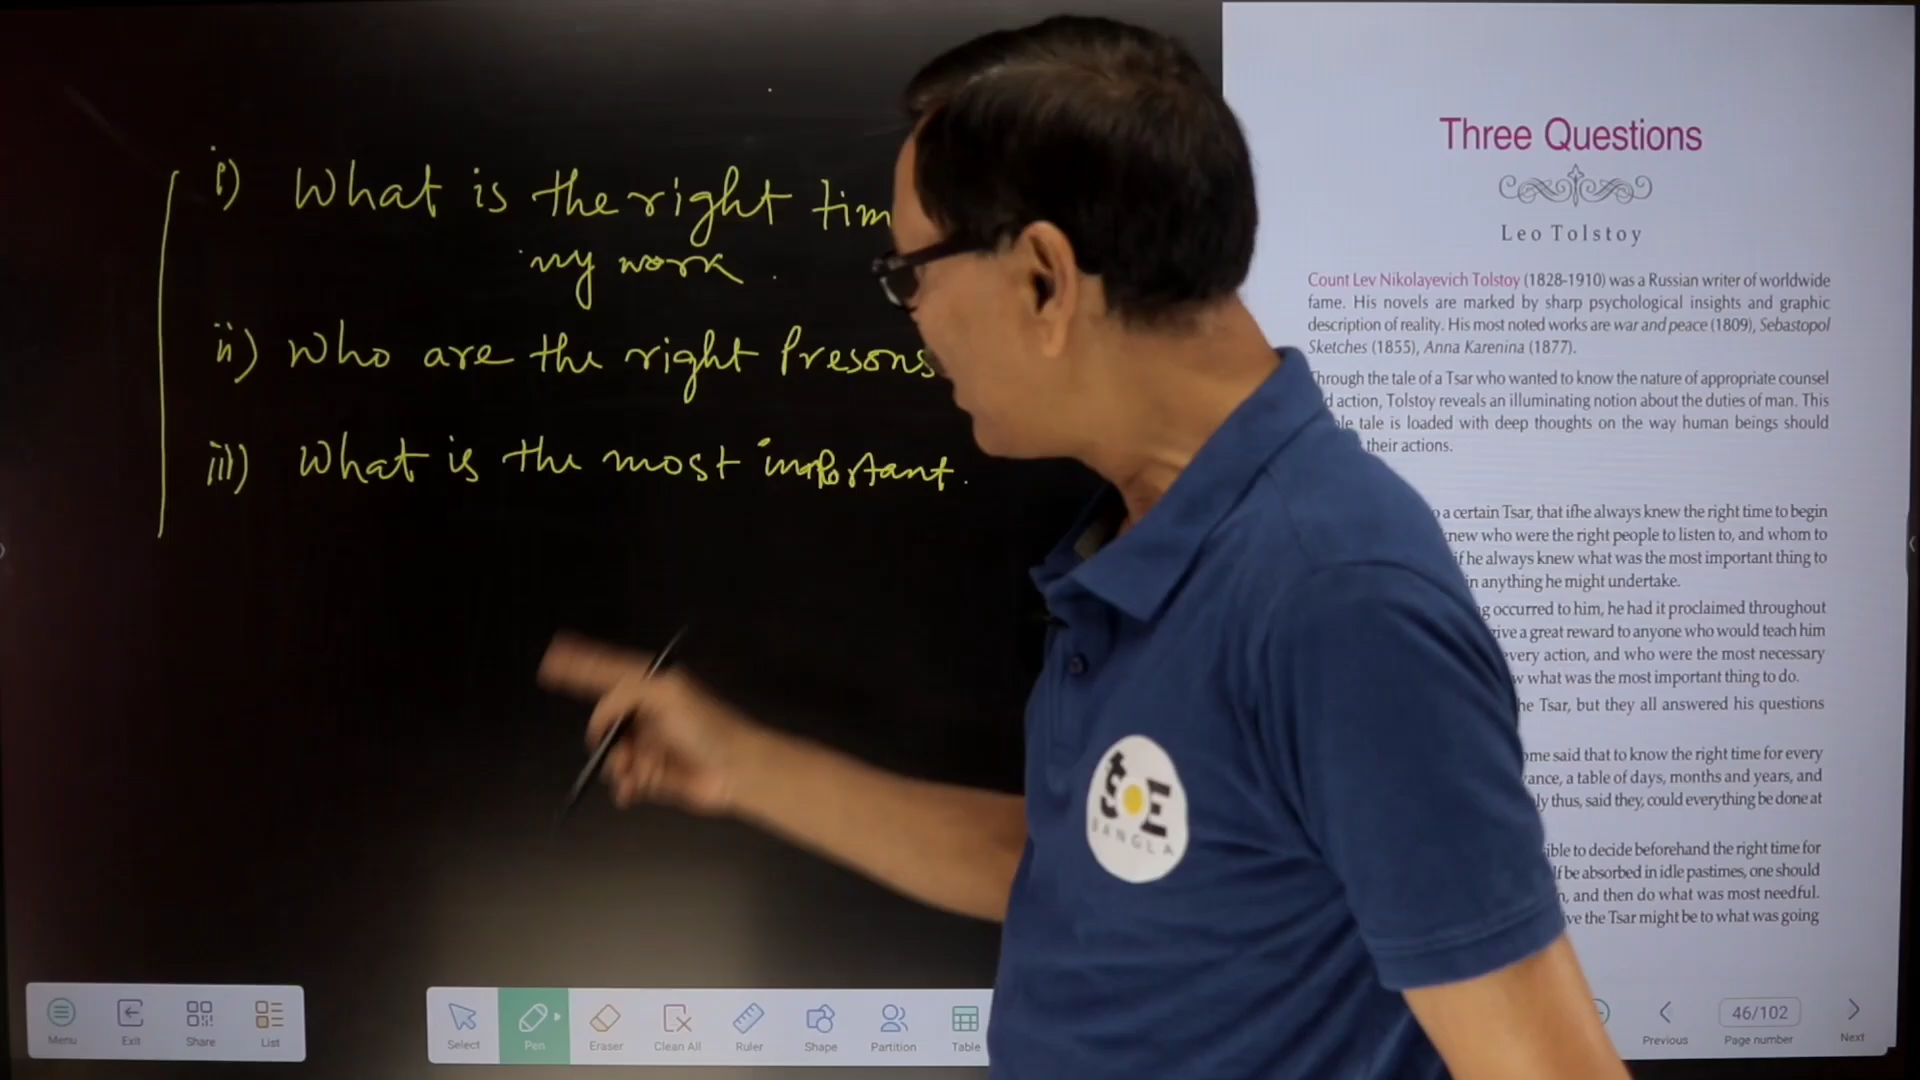 i) What is the right tim
my work.
ii) Who are the right Presons
iii) What is the most important.
Three Questions
Leo Tolstoy
Count Lev Nikolayevich Tolstoy (1828-1910) was a Russian writer of worldwide
fame. His novels are marked by sharp psychological insights and graphic
description of reality. His most noted works are war and peace (1809), Sebastopol
Sketches (1855), Anna Karenina (1877).
Through the tale of a Tsar who wanted to know the nature of appropriate counsel
d action, Tolstoy reveals an illuminating notion about the duties of man. This
le tale is loaded with deep thoughts on the way human beings should
their actions.
o a certain Tsar, that ifhe always knew the right time to begin
knew who were the right people to listen to, and whom to
if he always knew what was the most important thing to
in anything he might undertake.
g occurred to him, he had it proclaimed throughout
give a great reward to anyone who would teach him
every action, and who were the most necessary
w what was the most important thing to do.
he Tsar, but they all answered his questions
ome said that to know the right time for every
vance, a table of days, months and years, and
ly thus, said they, could everything be done at
ible to decide beforehand the right time for
lf be absorbed in idle pastimes, one should
n, and then do what was most needful.
ive the Tsar might be to what was going
SoE
BANGLA
Menu Exit Share List
Select Pen Eraser Clean All Ruler Shape Partition Table
46/102
Previous Page number Next